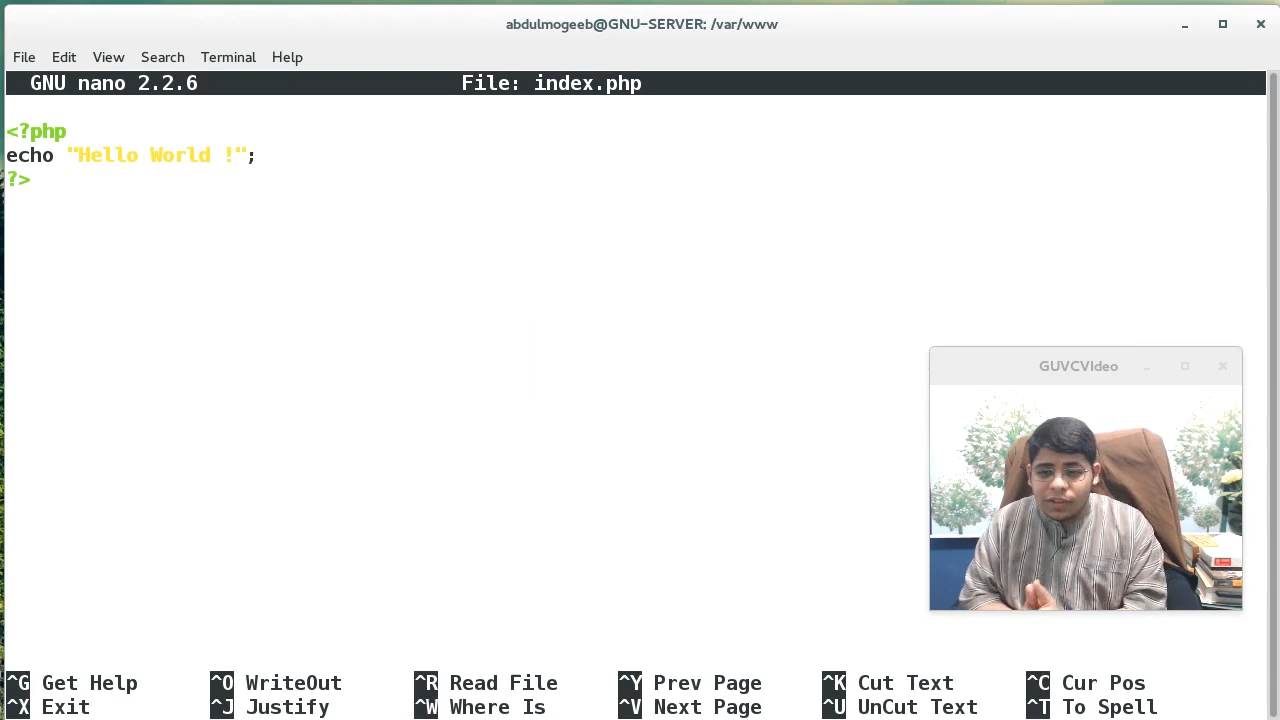 abdulmogeeb@GNU-SERVER: /var/www
File Edit View Search Terminal Help
GNU nano 2.2.6 File: index.php
<?php
echo "Hello World !";
?>
GUVCVIdeo
^G Get Help ^O WriteOut ^R Read File ^Y Prev Page ^K Cut Text ^C Cur Pos
^X Exit ^J Justify ^W Where Is ^V Next Page ^U UnCut Text ^T To Spell